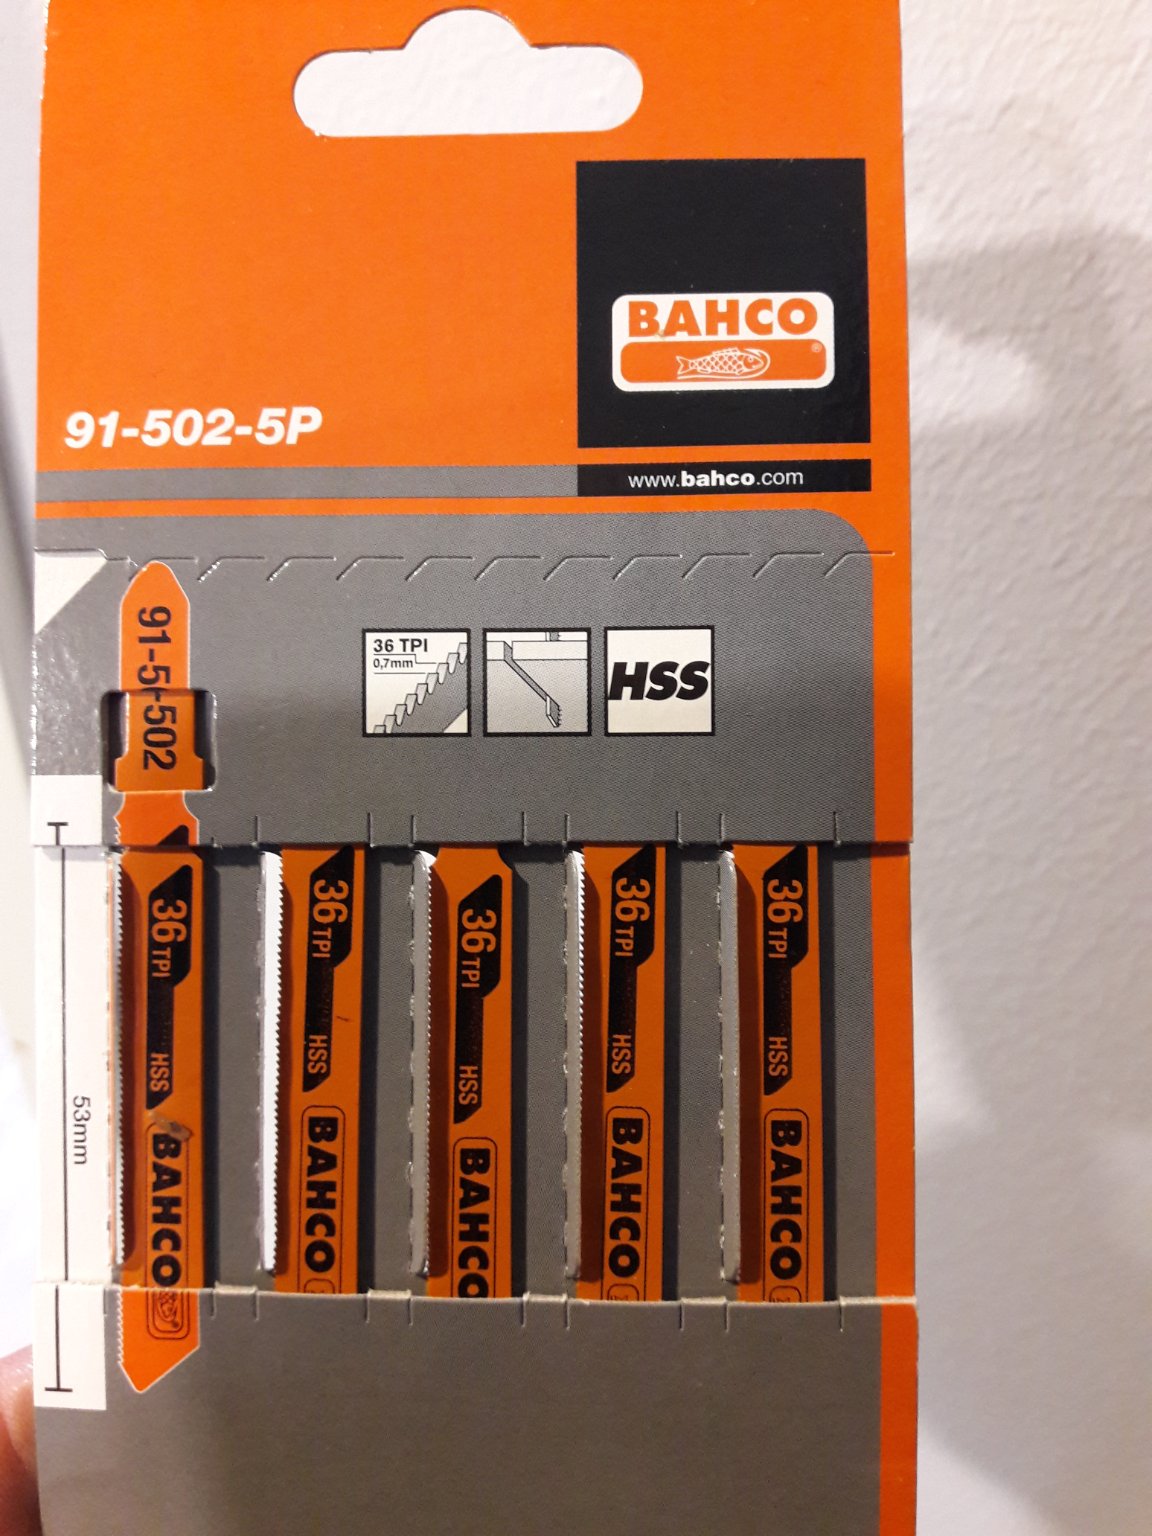 BAHCO
®
91-502-5P
www.bahco.com
91-5
-502
36 TPI
0,7mm
HSS
53mm
36 TPI
HSS
BAHCO
36 TPI
HSS
BAHCO
36 TPI
HSS
BAHCO
36 TPI
HSS
BAHCO
36 TPI
HSS
BAHCO